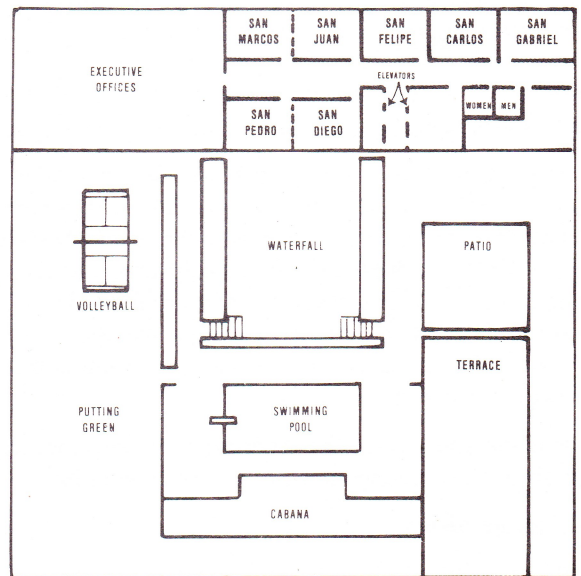 SAN
MARCOS
SAN
JUAN
SAN
FELIPE
SAN
CARLOS
SAN
GABRIEL
EXECUTIVE
OFFICES
ELEVATORS
WOMEN
MEN
SAN
PEDRO
SAN
DIEGO
WATERFALL
PATIO
VOLLEYBALL
TERRACE
PUTTING
GREEN
SWIMMING
POOL
CABANA